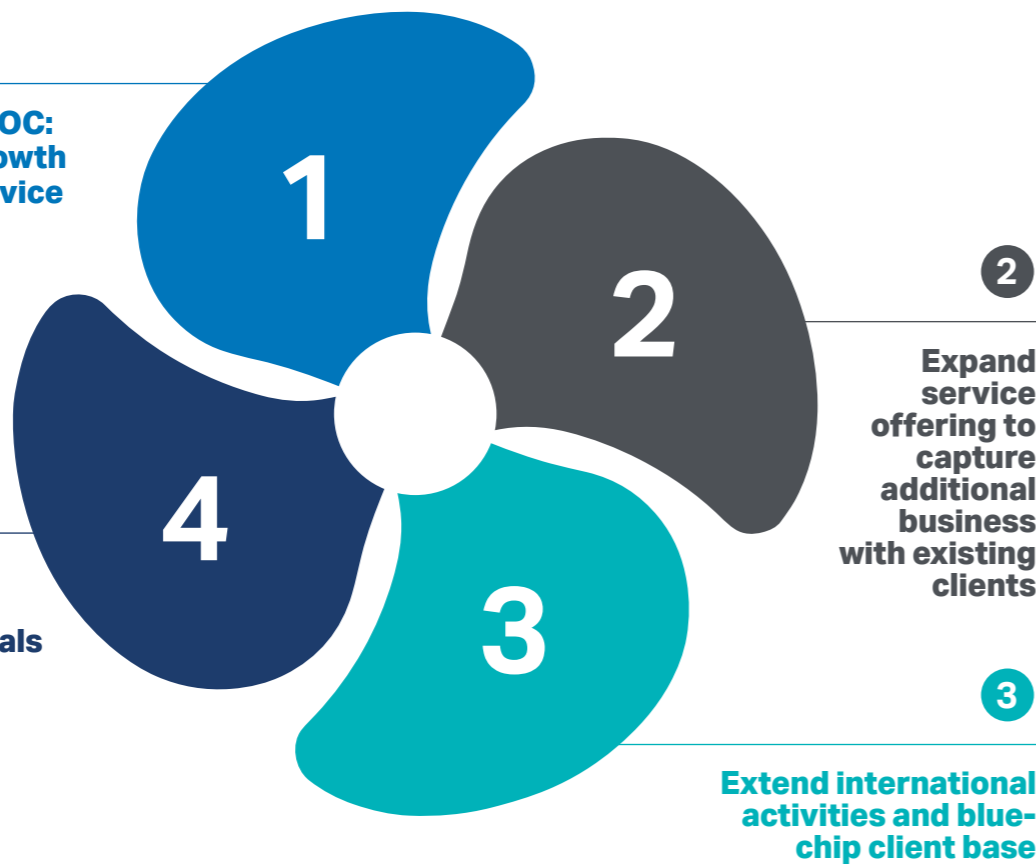 OC:
owth
vice
1
2
2
Expand
service
offering to
capture
additional
business
with existing
clients
4
als
3
3
Extend international
activities and blue-
chip client base